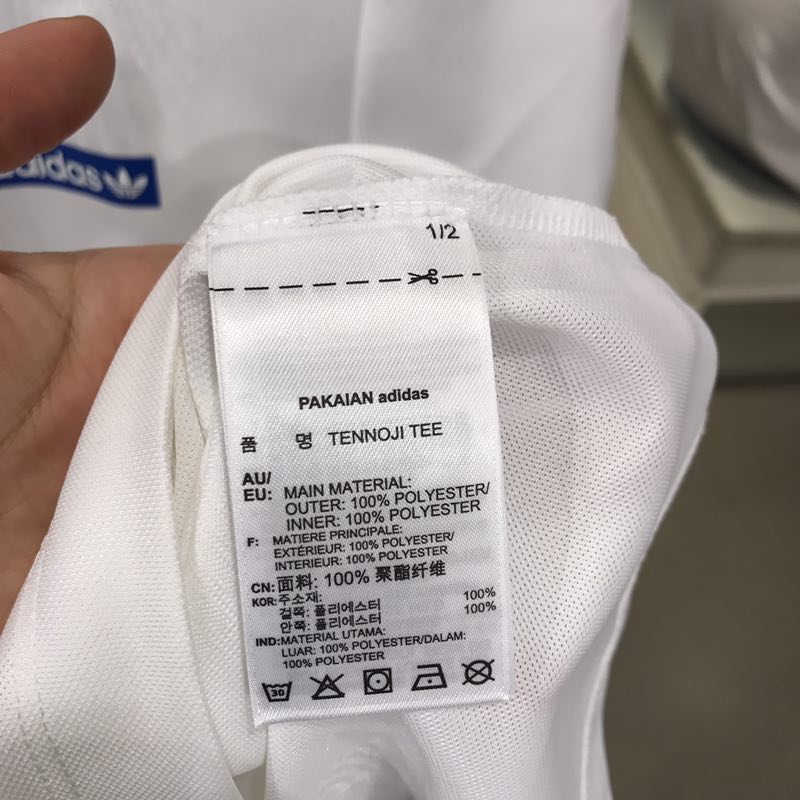 adidas
1/2
PAKAIAN adidas
품 명 TENNOJI TEE
AU/
EU: MAIN MATERIAL:
OUTER: 100% POLYESTER/
INNER: 100% POLYESTER
F: MATIERE PRINCIPALE:
EXTÉRIEUR: 100% POLYESTER/
INTERIEUR: 100% POLYESTER
CN: 面料: 100% 聚酯纤维
KOR: 주소재:
겉쪽: 폴리에스터 100%
안쪽: 폴리에스터 100%
IND: MATERIAL UTAMA:
LUAR: 100% POLYESTER/DALAM:
100% POLYESTER
30